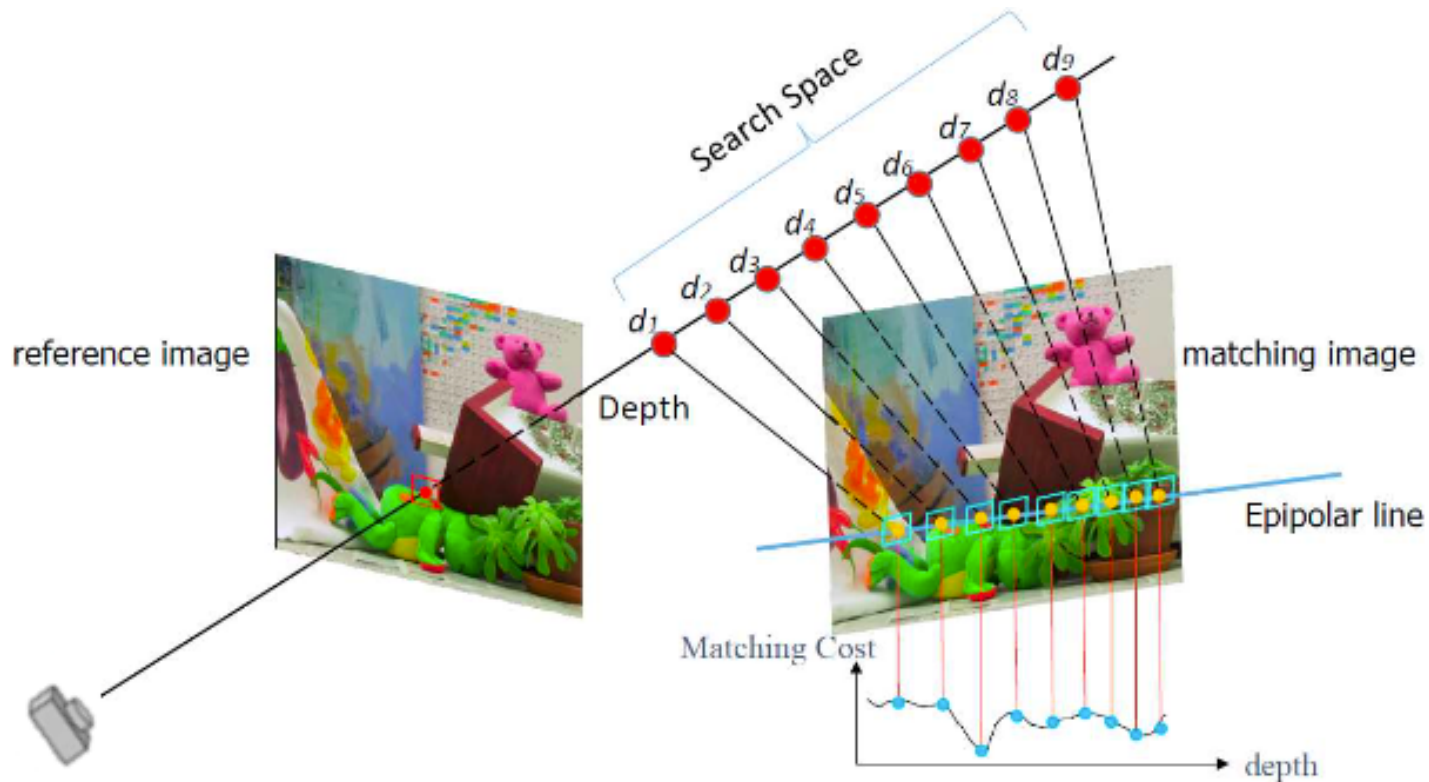 Search Space
d1
d2
d3
d4
d5
d6
d7
d8
d9
reference image
Depth
matching image
Epipolar line
Matching Cost
depth